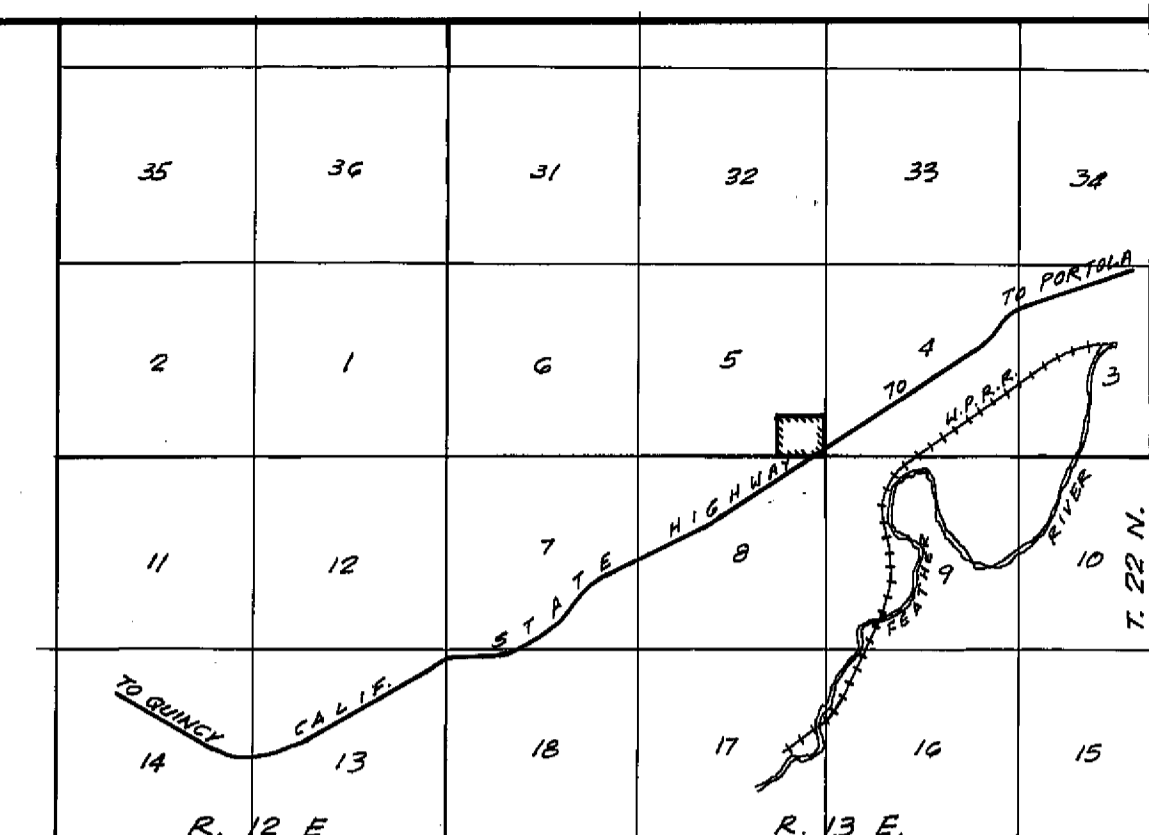 35 36 31 32 33 34
TO PORTOLA
2 1 6 5 4 3
70
W.P.R.R.
CALIF. STATE HIGHWAY
11 12 7 8 9 10
FEATHER RIVER
T. 22 N.
TO QUINCY
14 13 18 17 16 15
R. 12 E
R. 13 E.